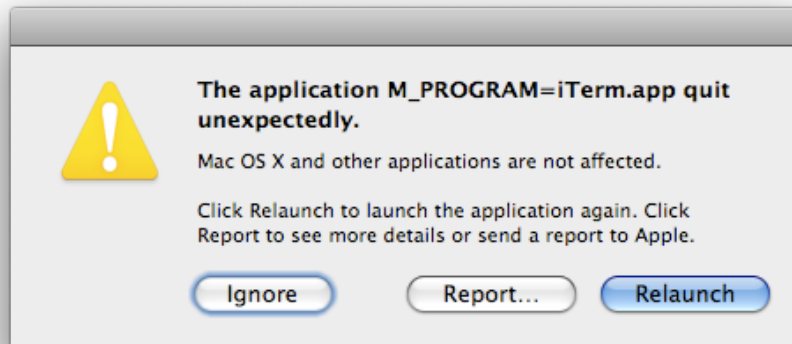 The application M_PROGRAM=iTerm.app quit
unexpectedly.
Mac OS X and other applications are not affected.
Click Relaunch to launch the application again. Click
Report to see more details or send a report to Apple.
Ignore
Report...
Relaunch